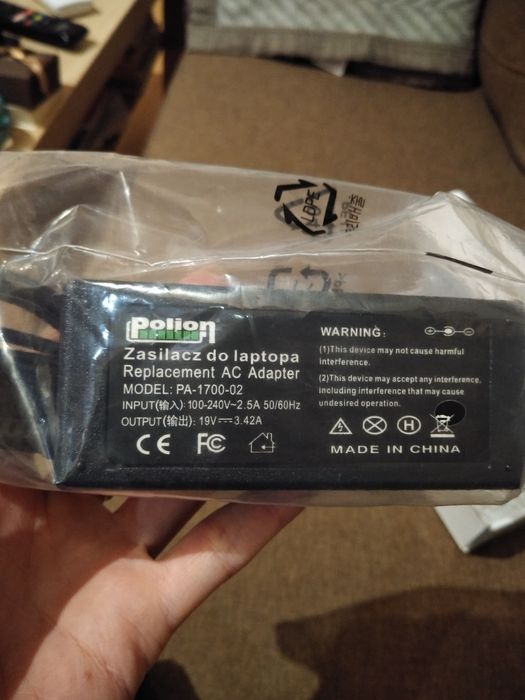 LDPE
Polion
Zasilacz do laptopa
Replacement AC Adapter
MODEL: PA-1700-02
INPUT(输入): 100-240V~2.5A 50/60Hz
OUTPUT(输出): 19V⎓3.42A
CE FC
WARNING:
(1)This device may not cause harmful
interference.
(2)This device may accept any interference,
including interference that may cause
undesired operation.
H
MADE IN CHINA